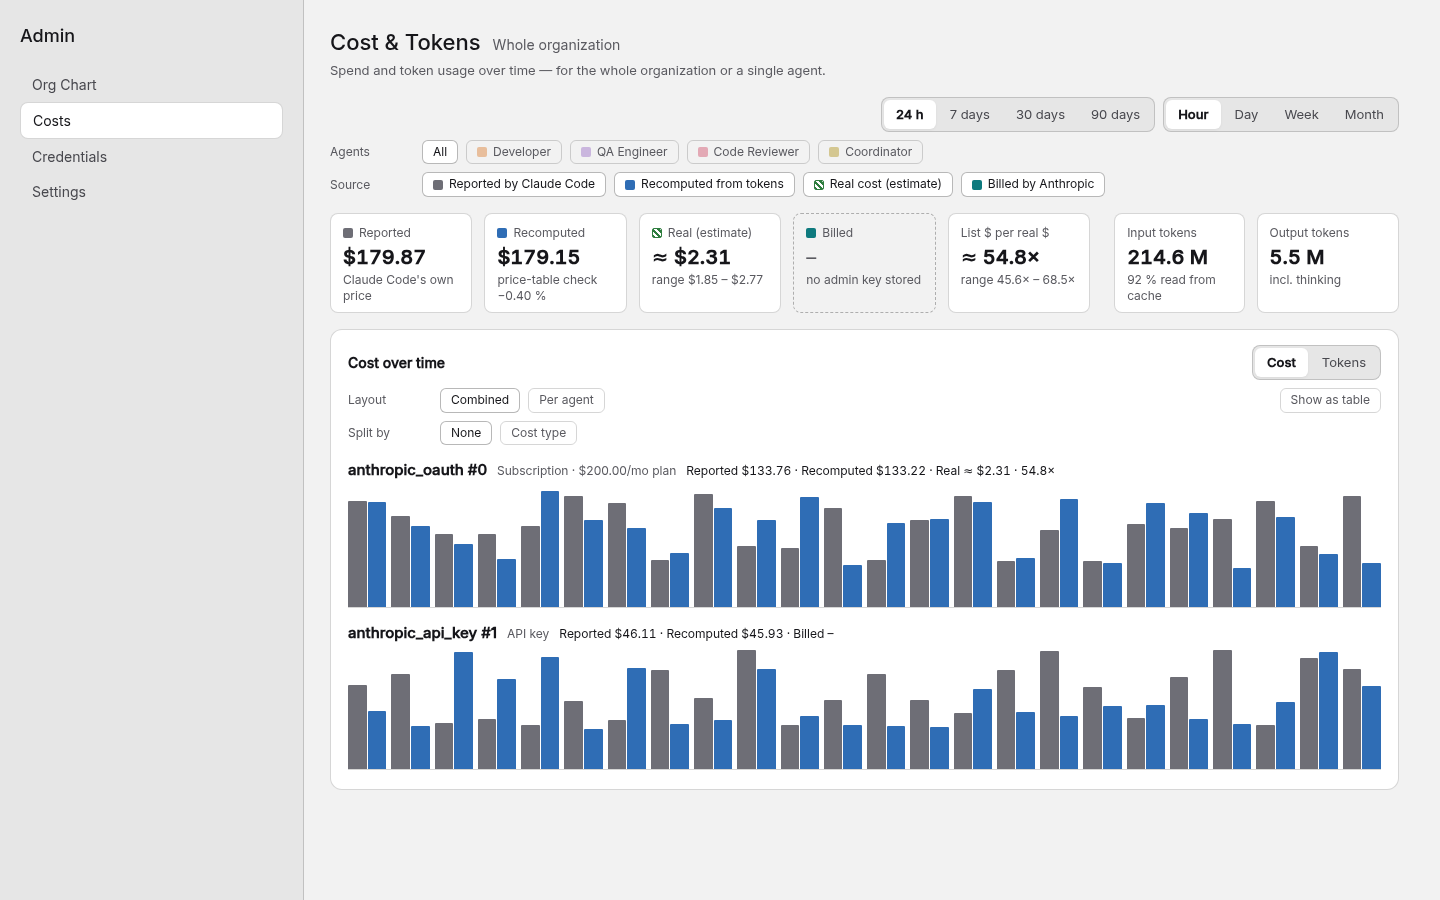 Admin
Org Chart
Costs
Credentials
Settings
Cost & Tokens Whole organization
Spend and token usage over time — for the whole organization or a single agent.
24 h 7 days 30 days 90 days Hour Day Week Month
Agents All Developer QA Engineer Code Reviewer Coordinator
Source Reported by Claude Code Recomputed from tokens Real cost (estimate) Billed by Anthropic
Reported
$179.87
Claude Code's own
price
Recomputed
$179.15
price-table check
−0.40 %
Real (estimate)
≈ $2.31
range $1.85 – $2.77
Billed
–
no admin key stored
List $ per real $
≈ 54.8×
range 45.6× – 68.5×
Input tokens
214.6 M
92 % read from
cache
Output tokens
5.5 M
incl. thinking
Cost over time Cost Tokens
Layout Combined Per agent Show as table
Split by None Cost type
anthropic_oauth #0 Subscription · $200.00/mo plan Reported $133.76 · Recomputed $133.22 · Real ≈ $2.31 · 54.8×
anthropic_api_key #1 API key Reported $46.11 · Recomputed $45.93 · Billed –